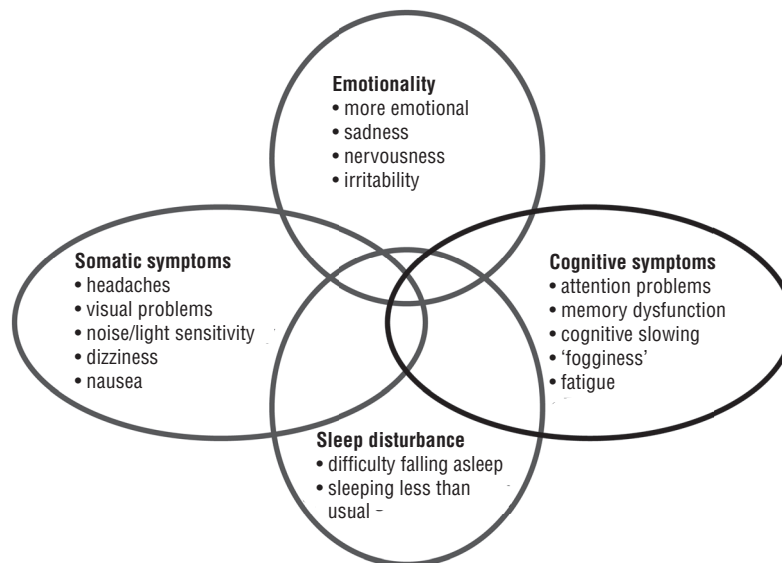 Emotionality
• more emotional
• sadness
• nervousness
• irritability
Somatic symptoms
• headaches
• visual problems
• noise/light sensitivity
• dizziness
• nausea
Cognitive symptoms
• attention problems
• memory dysfunction
• cognitive slowing
• ‘fogginess’
• fatigue
Sleep disturbance
• difficulty falling asleep
• sleeping less than
usual